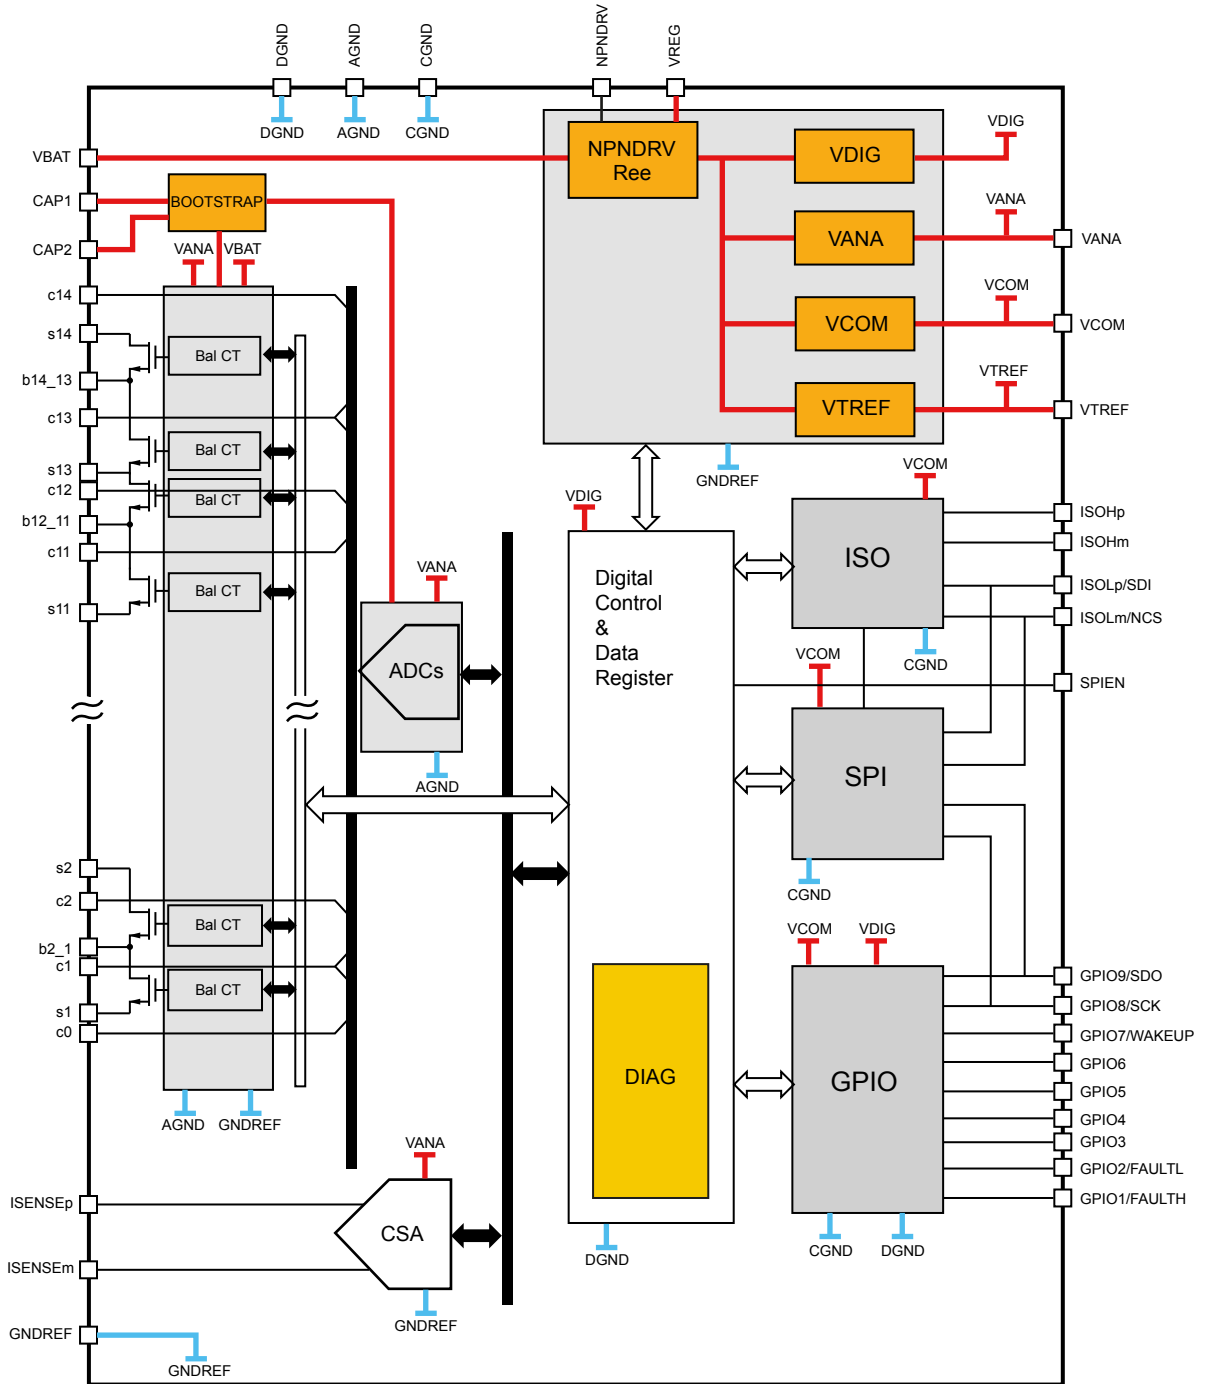 DGND
AGND
CGND
NPNDRV
VREG
DGND
AGND
CGND
VBAT
CAP1
CAP2
BOOTSTRAP
VANA
VBAT
NPNDRV
Ree
VDIG
VANA
VCOM
VTREF
VDIG
VANA
VCOM
VTREF
VANA
VCOM
VTREF
GNDREF
c14
s14
b14_13
c13
s13
c12
b12_11
c11
s11
Bal CT
Bal CT
Bal CT
Bal CT
s2
c2
b2_1
c1
s1
c0
Bal CT
Bal CT
AGND
GNDREF
VANA
ADCs
AGND
VDIG
Digital
Control
&
Data
Register
DIAG
DGND
VCOM
ISO
CGND
ISOHp
ISOHm
ISOLp/SDI
ISOLm/NCS
SPIEN
VCOM
SPI
CGND
VCOM
VDIG
GPIO
CGND
DGND
GPIO9/SDO
GPIO8/SCK
GPIO7/WAKEUP
GPIO6
GPIO5
GPIO4
GPIO3
GPIO2/FAULTL
GPIO1/FAULTH
ISENSEp
ISENSEm
VANA
CSA
GNDREF
GNDREF
GNDREF